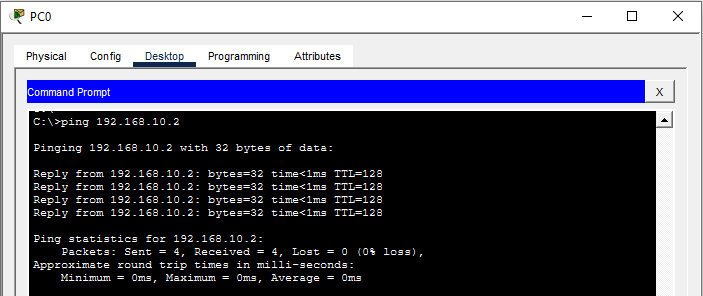 PC0
Physical Config Desktop Programming Attributes
Command Prompt X
C:\>ping 192.168.10.2
Pinging 192.168.10.2 with 32 bytes of data:
Reply from 192.168.10.2: bytes=32 time<1ms TTL=128
Reply from 192.168.10.2: bytes=32 time<1ms TTL=128
Reply from 192.168.10.2: bytes=32 time<1ms TTL=128
Reply from 192.168.10.2: bytes=32 time<1ms TTL=128
Ping statistics for 192.168.10.2:
Packets: Sent = 4, Received = 4, Lost = 0 (0% loss),
Approximate round trip times in milli-seconds:
Minimum = 0ms, Maximum = 0ms, Average = 0ms